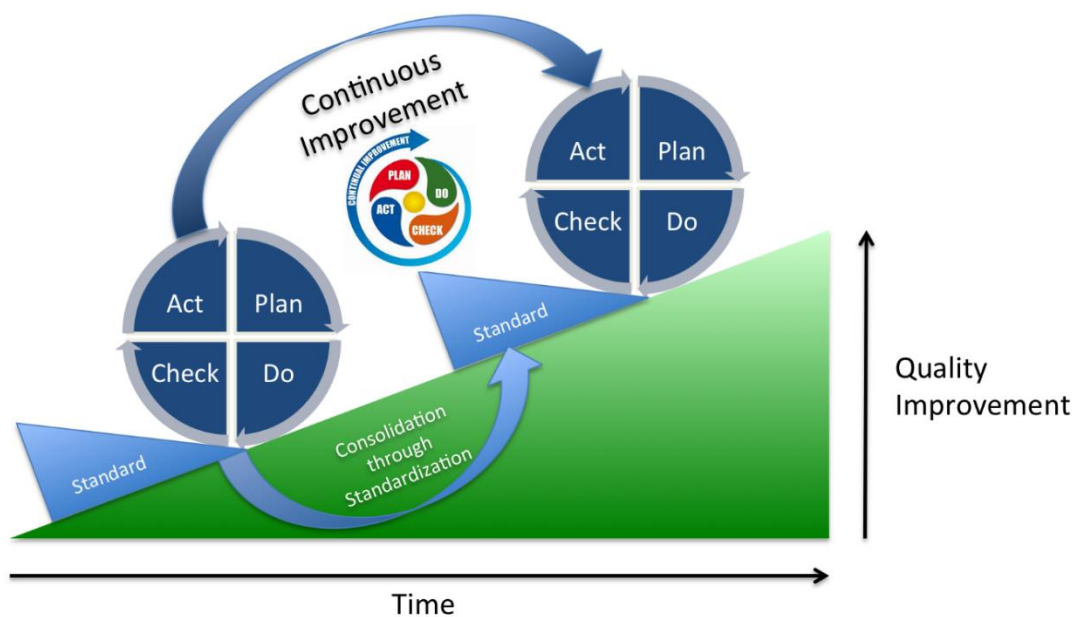 Continuous
Improvement
CONTINUAL IMPROVEMENT
PLAN
DO
ACT
CHECK
Act
Plan
Check
Do
Act
Plan
Check
Do
Standard
Standard
Consolidation
through
Standardization
Quality
Improvement
Time